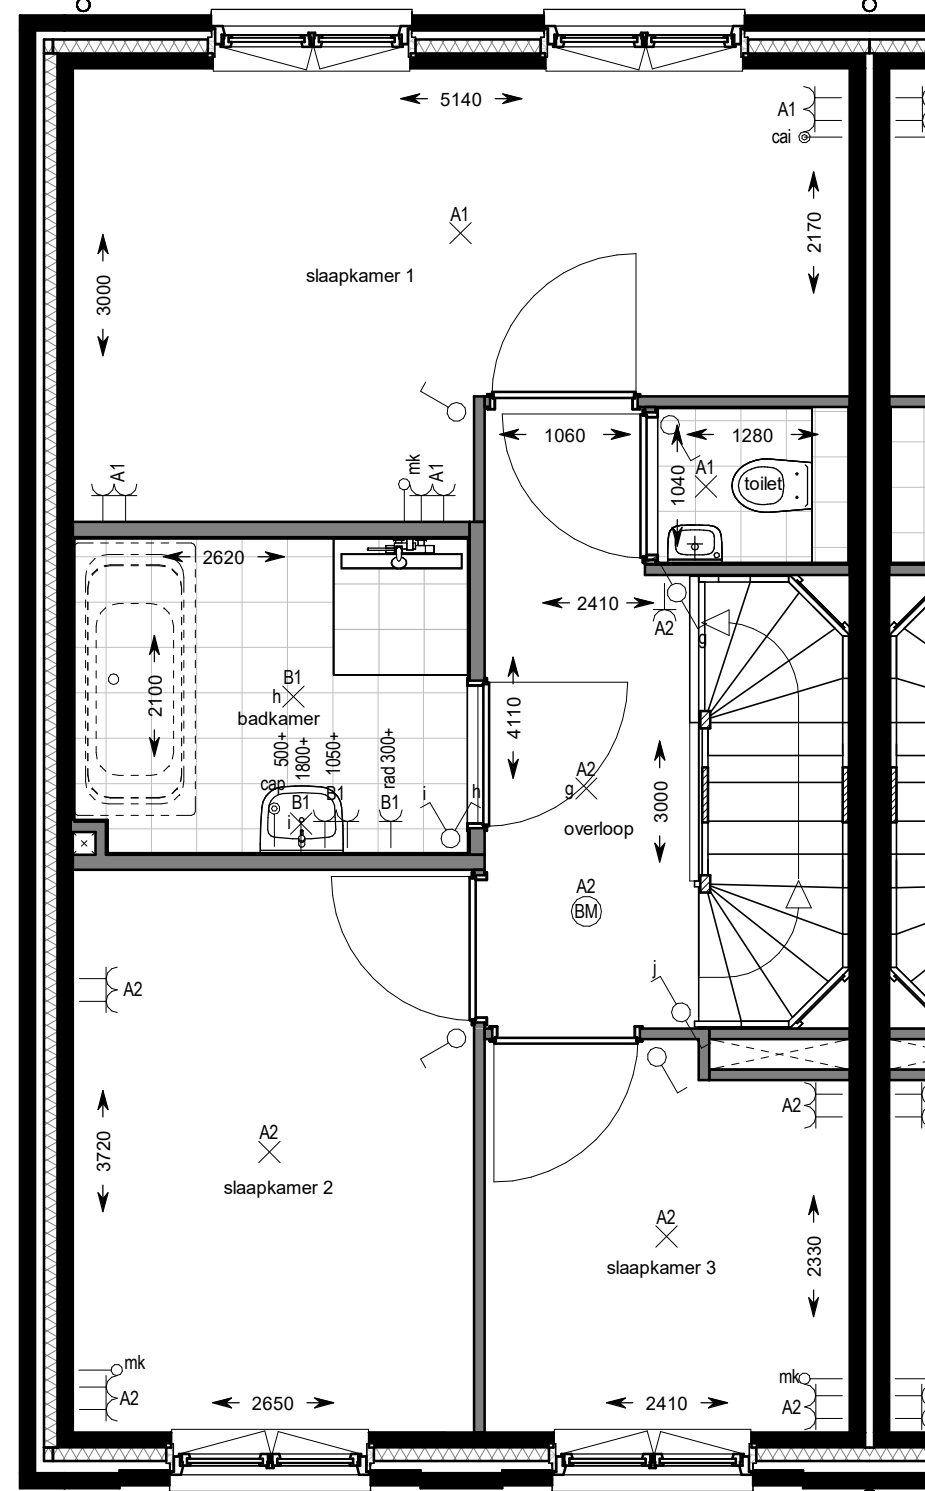 5140
A1
cai
2170
A1
3000
slaapkamer 1
1060
1280
1040
A1
toilet
A1
mk
A1
2620
2410
A2
g
2100
B1
h
badkamer
4110
500+
1800+
1050+
rad 300+
cap
B1
B1
B1
i
i
h
A2
g
3000
overloop
A2
BM
j
A2
3720
A2
slaapkamer 2
A2
A2
slaapkamer 3
2330
mk
A2
mk
A2
2650
2410